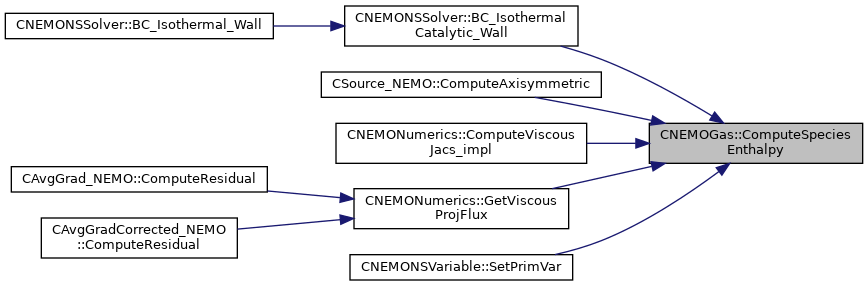 CNEMONSSolver::BC_Isothermal_Wall
CNEMONSSolver::BC_Isothermal
Catalytic_Wall
CSource_NEMO::ComputeAxisymmetric
CNEMONumerics::ComputeViscous
Jacs_impl
CNEMOGas::ComputeSpecies
Enthalpy
CAvgGrad_NEMO::ComputeResidual
CNEMONumerics::GetViscous
ProjFlux
CAvgGradCorrected_NEMO
::ComputeResidual
CNEMONSVariable::SetPrimVar